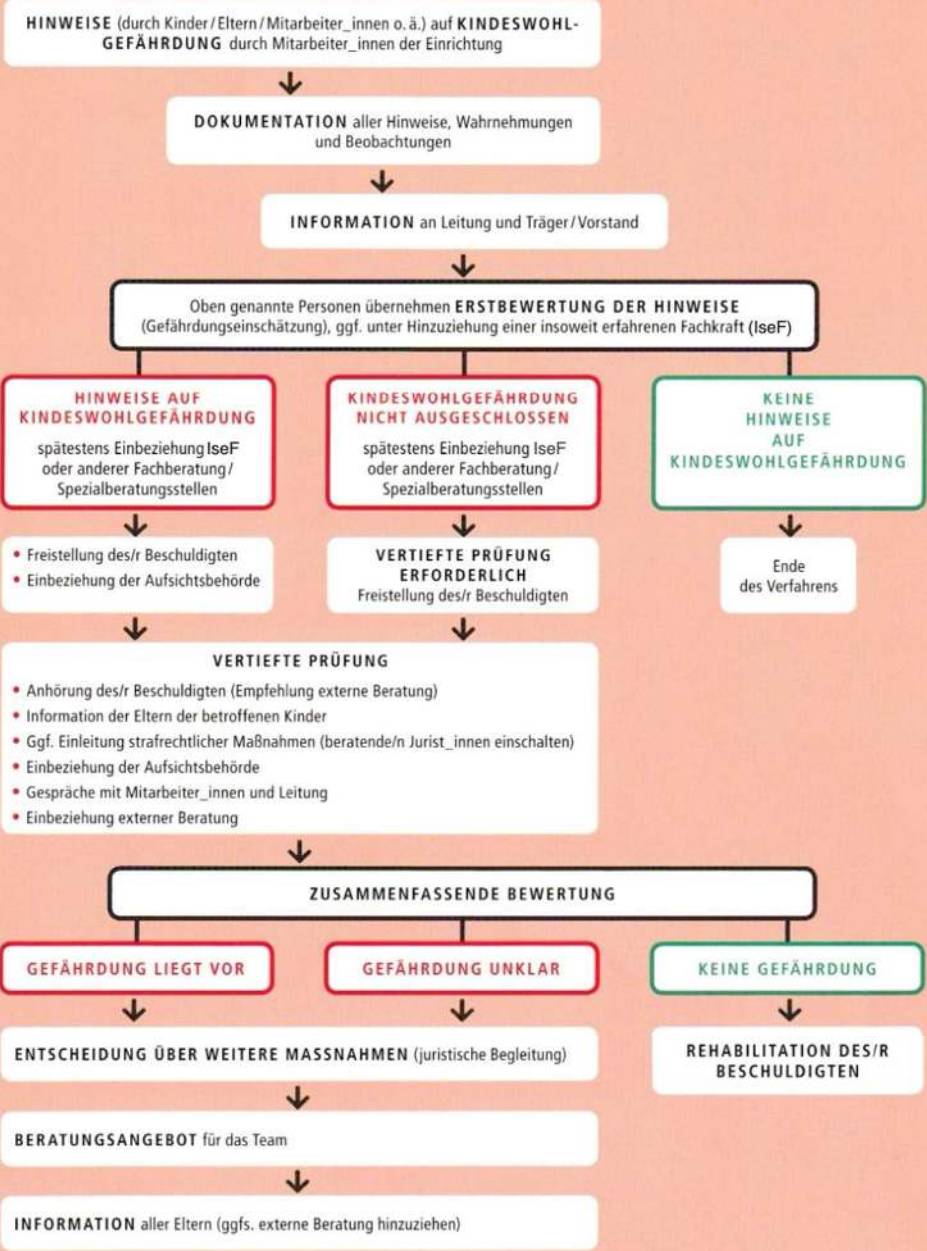 HINWEISE (durch Kinder/Eltern/Mitarbeiter_innen o. ä.) auf KINDESWOHL-
GEFÄHRDUNG durch Mitarbeiter_innen der Einrichtung
DOKUMENTATION aller Hinweise, Wahrnehmungen
und Beobachtungen
INFORMATION an Leitung und Träger/Vorstand
Oben genannte Personen übernehmen ERSTBEWERTUNG DER HINWEISE
(Gefährdungseinschätzung), ggf. unter Hinzuziehung einer insoweit erfahrenen Fachkraft (IseF)
HINWEISE AUF
KINDESWOHLGEFÄHRDUNG
spätestens Einbeziehung IseF
oder anderer Fachberatung/
Spezialberatungsstellen
KINDESWOHLGEFÄHRDUNG
NICHT AUSGESCHLOSSEN
spätestens Einbeziehung IseF
oder anderer Fachberatung/
Spezialberatungsstellen
KEINE
HINWEISE
AUF
KINDESWOHLGEFÄHRDUNG
• Freistellung des/r Beschuldigten
• Einbeziehung der Aufsichtsbehörde
VERTIEFTE PRÜFUNG
ERFORDERLICH
Freistellung des/r Beschuldigten
Ende
des Verfahrens
VERTIEFTE PRÜFUNG
• Anhörung des/r Beschuldigten (Empfehlung externe Beratung)
• Information der Eltern der betroffenen Kinder
• Ggf. Einleitung strafrechtlicher Maßnahmen (beratende/n Jurist_innen einschalten)
• Einbeziehung der Aufsichtsbehörde
• Gespräche mit Mitarbeiter_innen und Leitung
• Einbeziehung externer Beratung
ZUSAMMENFASSENDE BEWERTUNG
GEFÄHRDUNG LIEGT VOR
GEFÄHRDUNG UNKLAR
KEINE GEFÄHRDUNG
ENTSCHEIDUNG ÜBER WEITERE MASSNAHMEN (juristische Begleitung)
REHABILITATION DES/R
BESCHULDIGTEN
BERATUNGSANGEBOT für das Team
INFORMATION aller Eltern (ggfs. externe Beratung hinzuziehen)